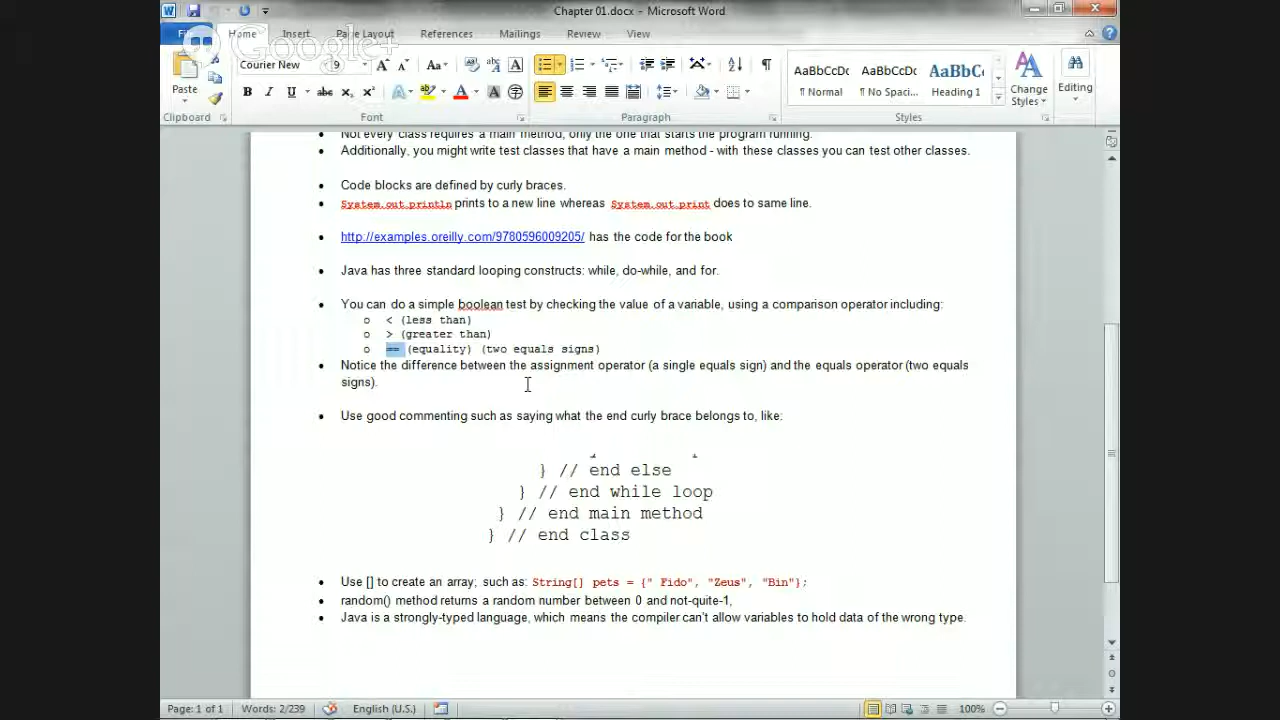 Chapter 01.docx - Microsoft Word
File Home Insert Page Layout References Mailings Review View
Google+
Courier New 9
AaBbCcDc AaBbCcDc AaBbC
Paste
¶ Normal ¶ No Spaci... Heading 1 Change Styles Editing
Clipboard Font Paragraph Styles
• Not every class requires a main method, only the one that starts the program running.
• Additionally, you might write test classes that have a main method - with these classes you can test other classes.
• Code blocks are defined by curly braces.
• System.out.println prints to a new line whereas System.out.print does to same line.
• http://examples.oreilly.com/9780596009205/ has the code for the book
• Java has three standard looping constructs: while, do-while, and for.
• You can do a simple boolean test by checking the value of a variable, using a comparison operator including:
o < (less than)
o > (greater than)
o == (equality) (two equals signs)
• Notice the difference between the assignment operator (a single equals sign) and the equals operator (two equals
signs).
• Use good commenting such as saying what the end curly brace belongs to, like:
} // end else
} // end while loop
} // end main method
} // end class
• Use [] to create an array; such as: String[] pets = {" Fido", "Zeus", "Bin"};
• random() method returns a random number between 0 and not-quite-1,
• Java is a strongly-typed language, which means the compiler can't allow variables to hold data of the wrong type.
Page: 1 of 1 Words: 2/239 English (U.S.) 100%